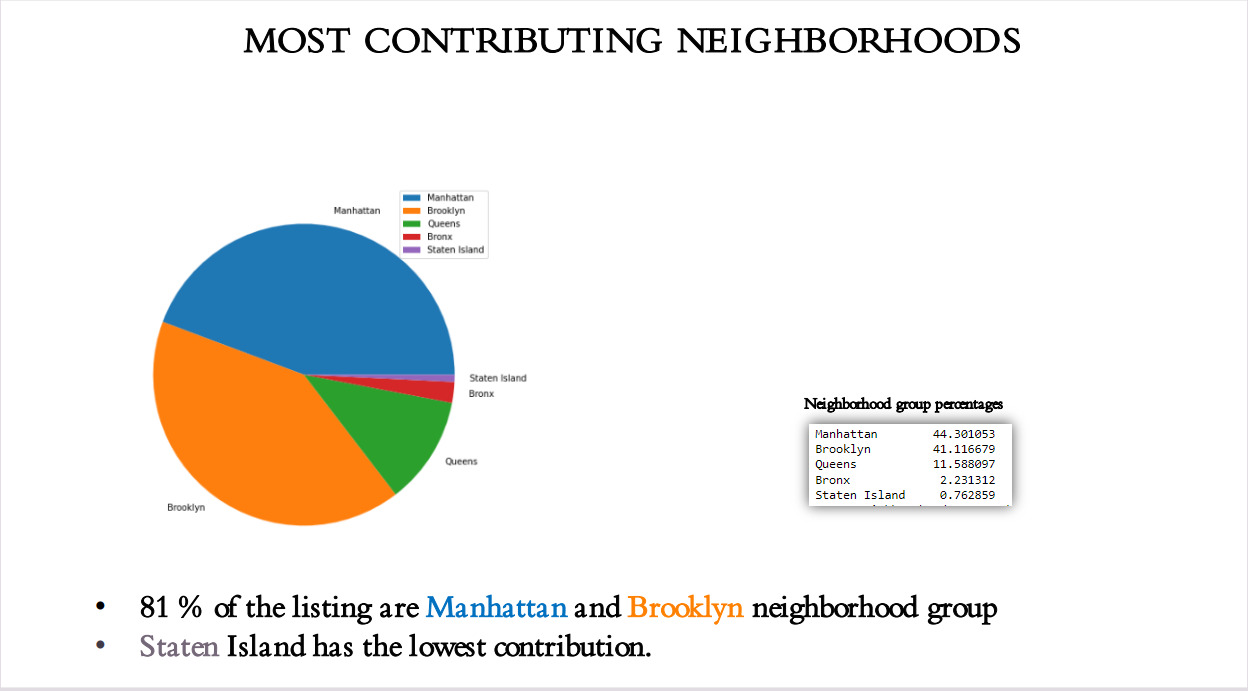 MOST CONTRIBUTING NEIGHBORHOODS
Manhattan
Manhattan
Brooklyn
Queens
Bronx
Staten Island
Staten Island
Bronx
Queens
Brooklyn
Neighborhood group percentages
Manhattan 44.301053
Brooklyn 41.116679
Queens 11.588097
Bronx 2.231312
Staten Island 0.762859
• 81 % of the listing are Manhattan and Brooklyn neighborhood group
• Staten Island has the lowest contribution.